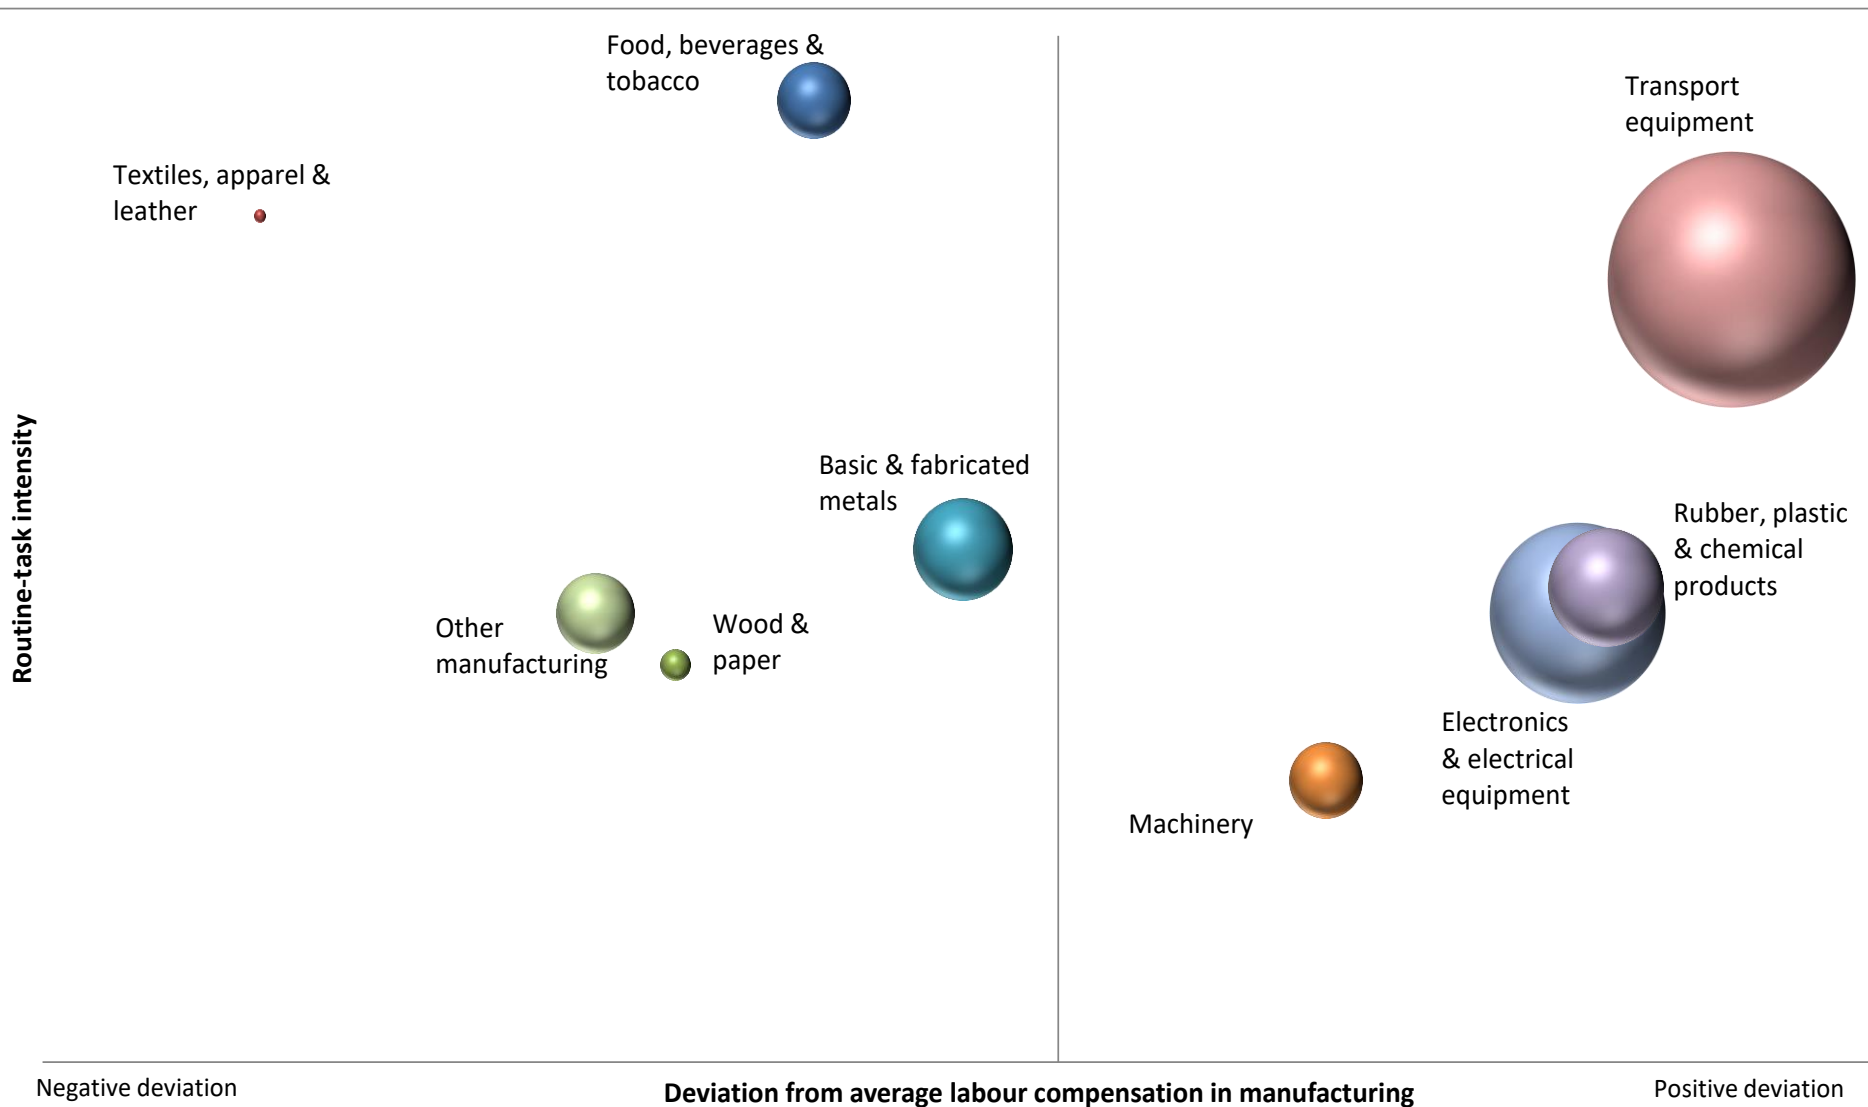 Food, beverages &
tobacco
Transport
equipment
Textiles, apparel &
leather
Routine-task intensity
Basic & fabricated
metals
Rubber, plastic
& chemical
products
Other
manufacturing
Wood &
paper
Electronics
& electrical
equipment
Machinery
Negative deviation
Deviation from average labour compensation in manufacturing
Positive deviation